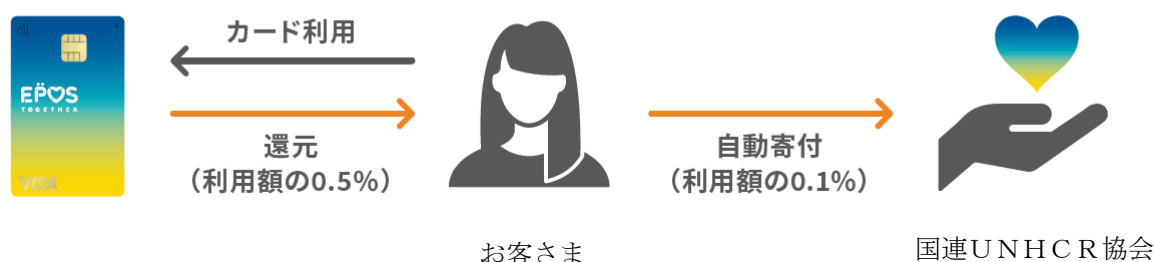 カード利用
EPOS
TOGETHER
VISA
還元
（利用額の0.5%）
自動寄付
（利用額の0.1%）
お客さま
国連ＵＮＨＣＲ協会